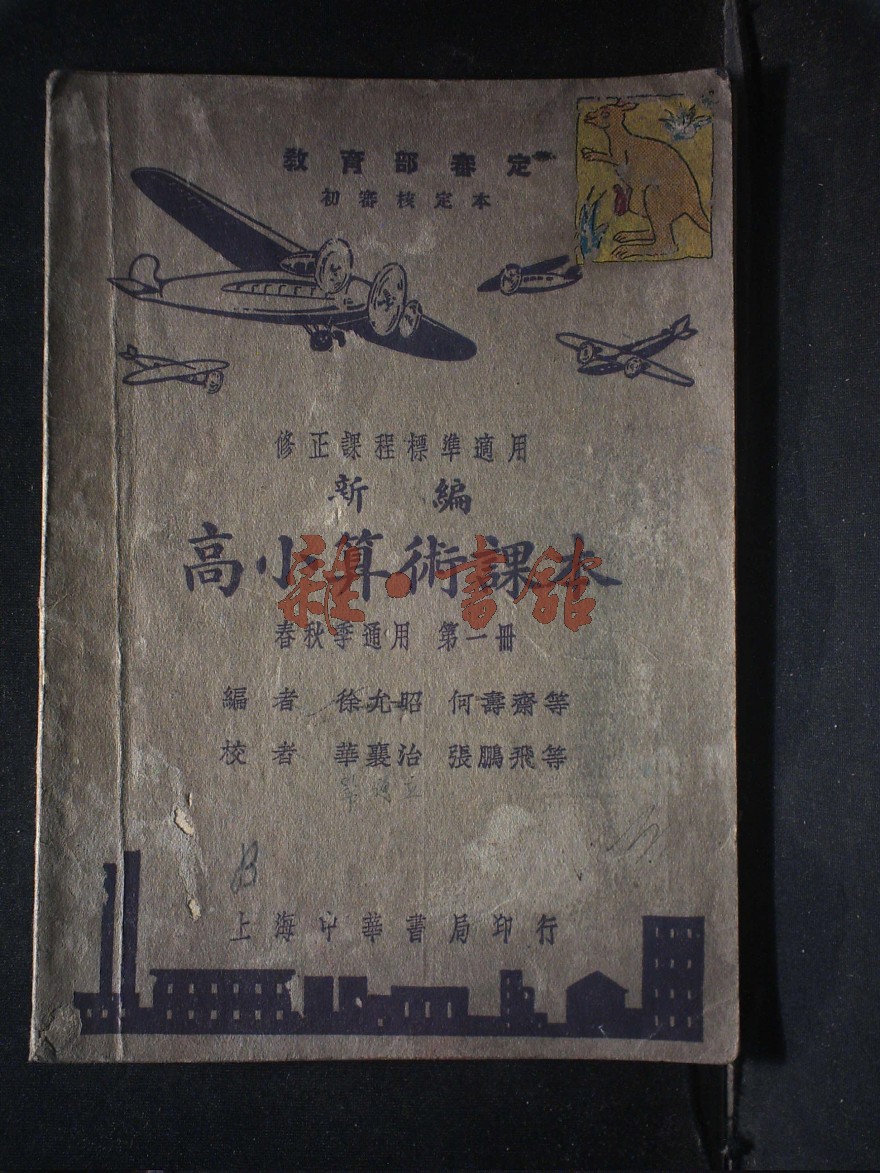 教育部審定
初審核定本
修正課程標準適用
新編
高小算術課本
雜·書館
春秋季通用 第一冊
編者 徐允昭 何壽齋等
校者 華襄治 張鵬飛等
B
上海中華書局印行